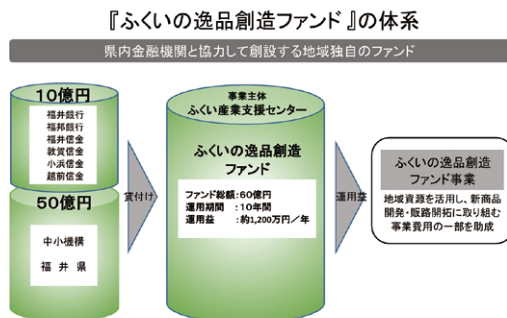 『ふくいの逸品創造ファンド 』の体系
県内金融機関と協力して創設する地域独自のファンド
10億円
福井銀行
福邦銀行
福井信金
敦賀信金
小浜信金
越前信金
50億円
中小機構
福 井 県
貸付け
事業主体
ふくい産業支援センター
ふくいの逸品創造
ファンド
ファンド総額:60億円
運用期間 :10年間
運用益 :約1,200万円/年
運用益
ふくいの逸品創造
ファンド事業
地域資源を活用し、新商品
開発・販路開拓に取り組む
事業費用の一部を助成